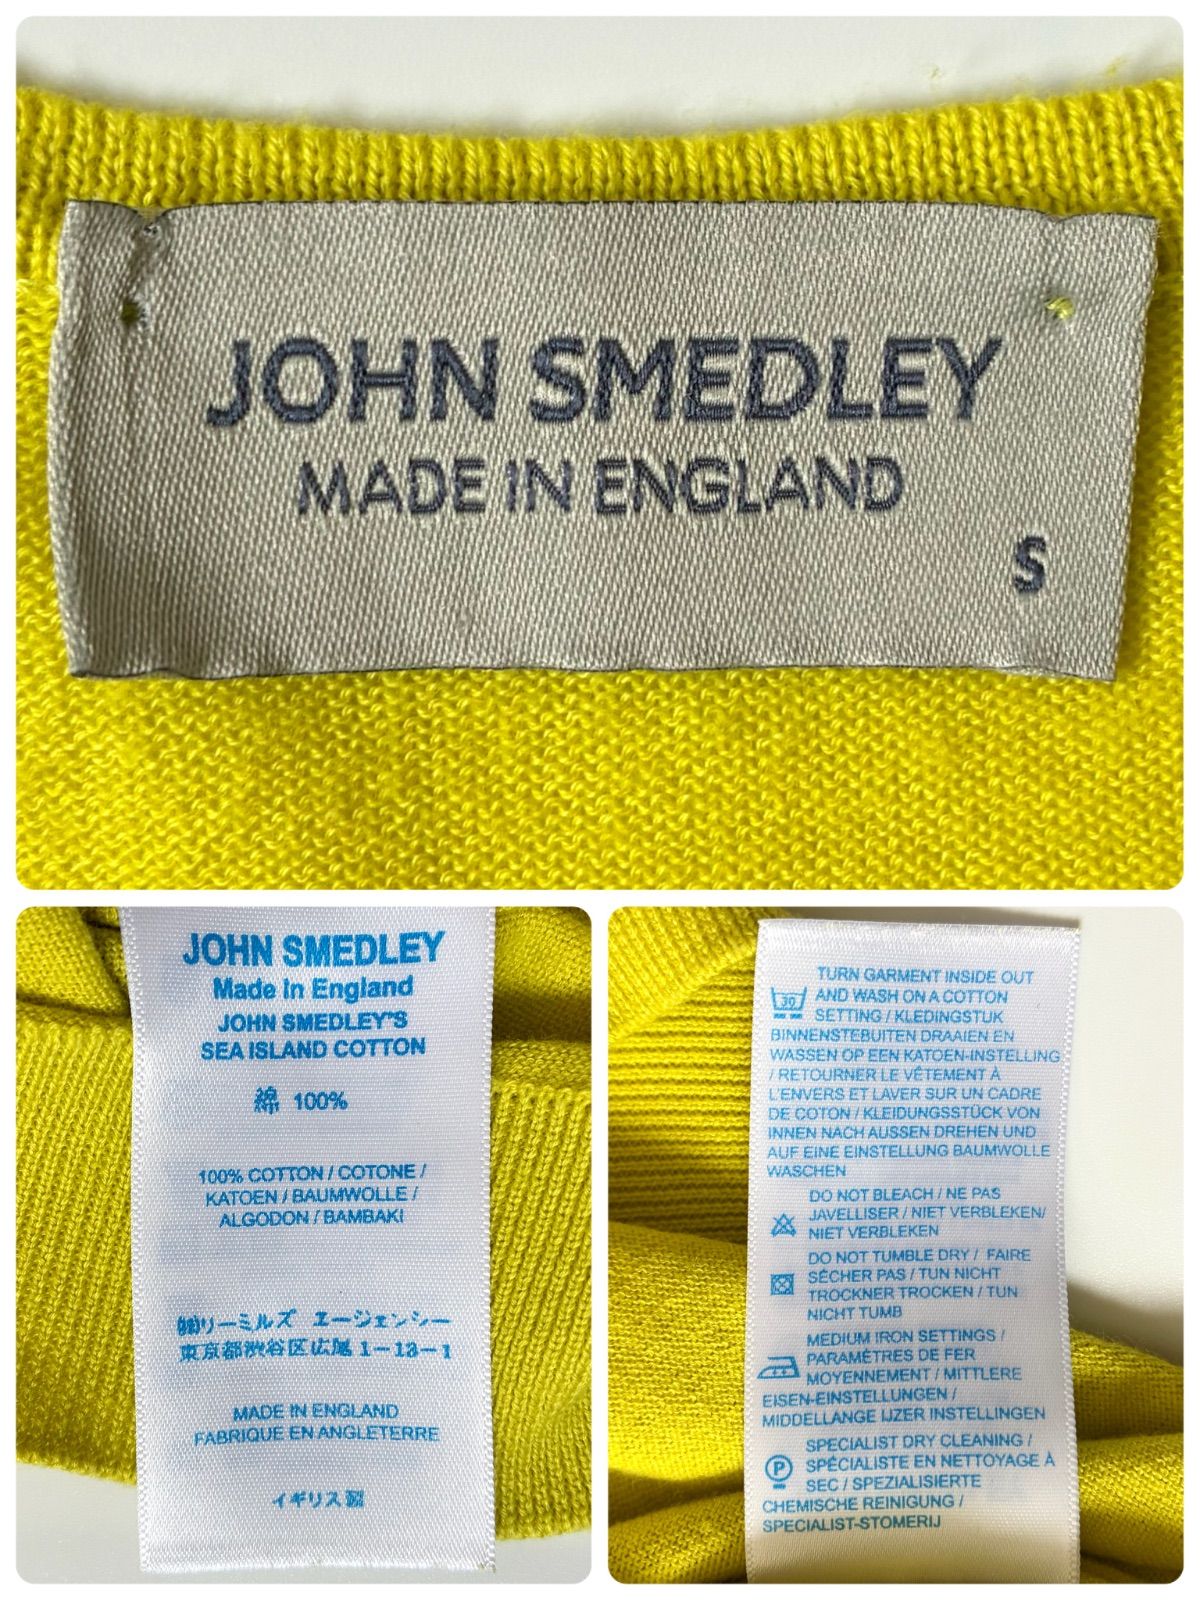 JOHN SMEDLEY
MADE IN ENGLAND
S
JOHN SMEDLEY
Made in England
JOHN SMEDLEY'S
SEA ISLAND COTTON
綿 100%
100% COTTON / COTONE /
KATOEN / BAUMWOLLE /
ALGODON / BAMBAKI
㈱リーミルズ エージェンシー
東京都渋谷区広尾1-13-1
MADE IN ENGLAND
FABRIQUE EN ANGLETERRE
イギリス製
TURN GARMENT INSIDE OUT
30 AND WASH ON A COTTON
SETTING / KLEDINGSTUK
BINNENSTEBUITEN DRAAIEN EN
WASSEN OP EEN KATOEN-INSTELLING
/ RETOURNER LE VÊTEMENT À
L'ENVERS ET LAVER SUR UN CADRE
DE COTON / KLEIDUNGSSTÜCK VON
INNEN NACH AUSSEN DREHEN UND
AUF EINE EINSTELLUNG BAUMWOLLE
WASCHEN
DO NOT BLEACH / NE PAS
JAVELLISER / NIET VERBLEKEN/
NIET VERBLEKEN
DO NOT TUMBLE DRY / FAIRE
SÉCHER PAS / TUN NICHT
TROCKNER TROCKEN / TUN
NICHT TUMB
MEDIUM IRON SETTINGS /
PARAMÈTRES DE FER
MOYENNEMENT / MITTLERE
EISEN-EINSTELLUNGEN /
MIDDELLANGE IJZER INSTELLINGEN
SPECIALIST DRY CLEANING /
P SPÉCIALISTE EN NETTOYAGE À
SEC / SPEZIALISIERTE
CHEMISCHE REINIGUNG /
SPECIALIST-STOMERIJ